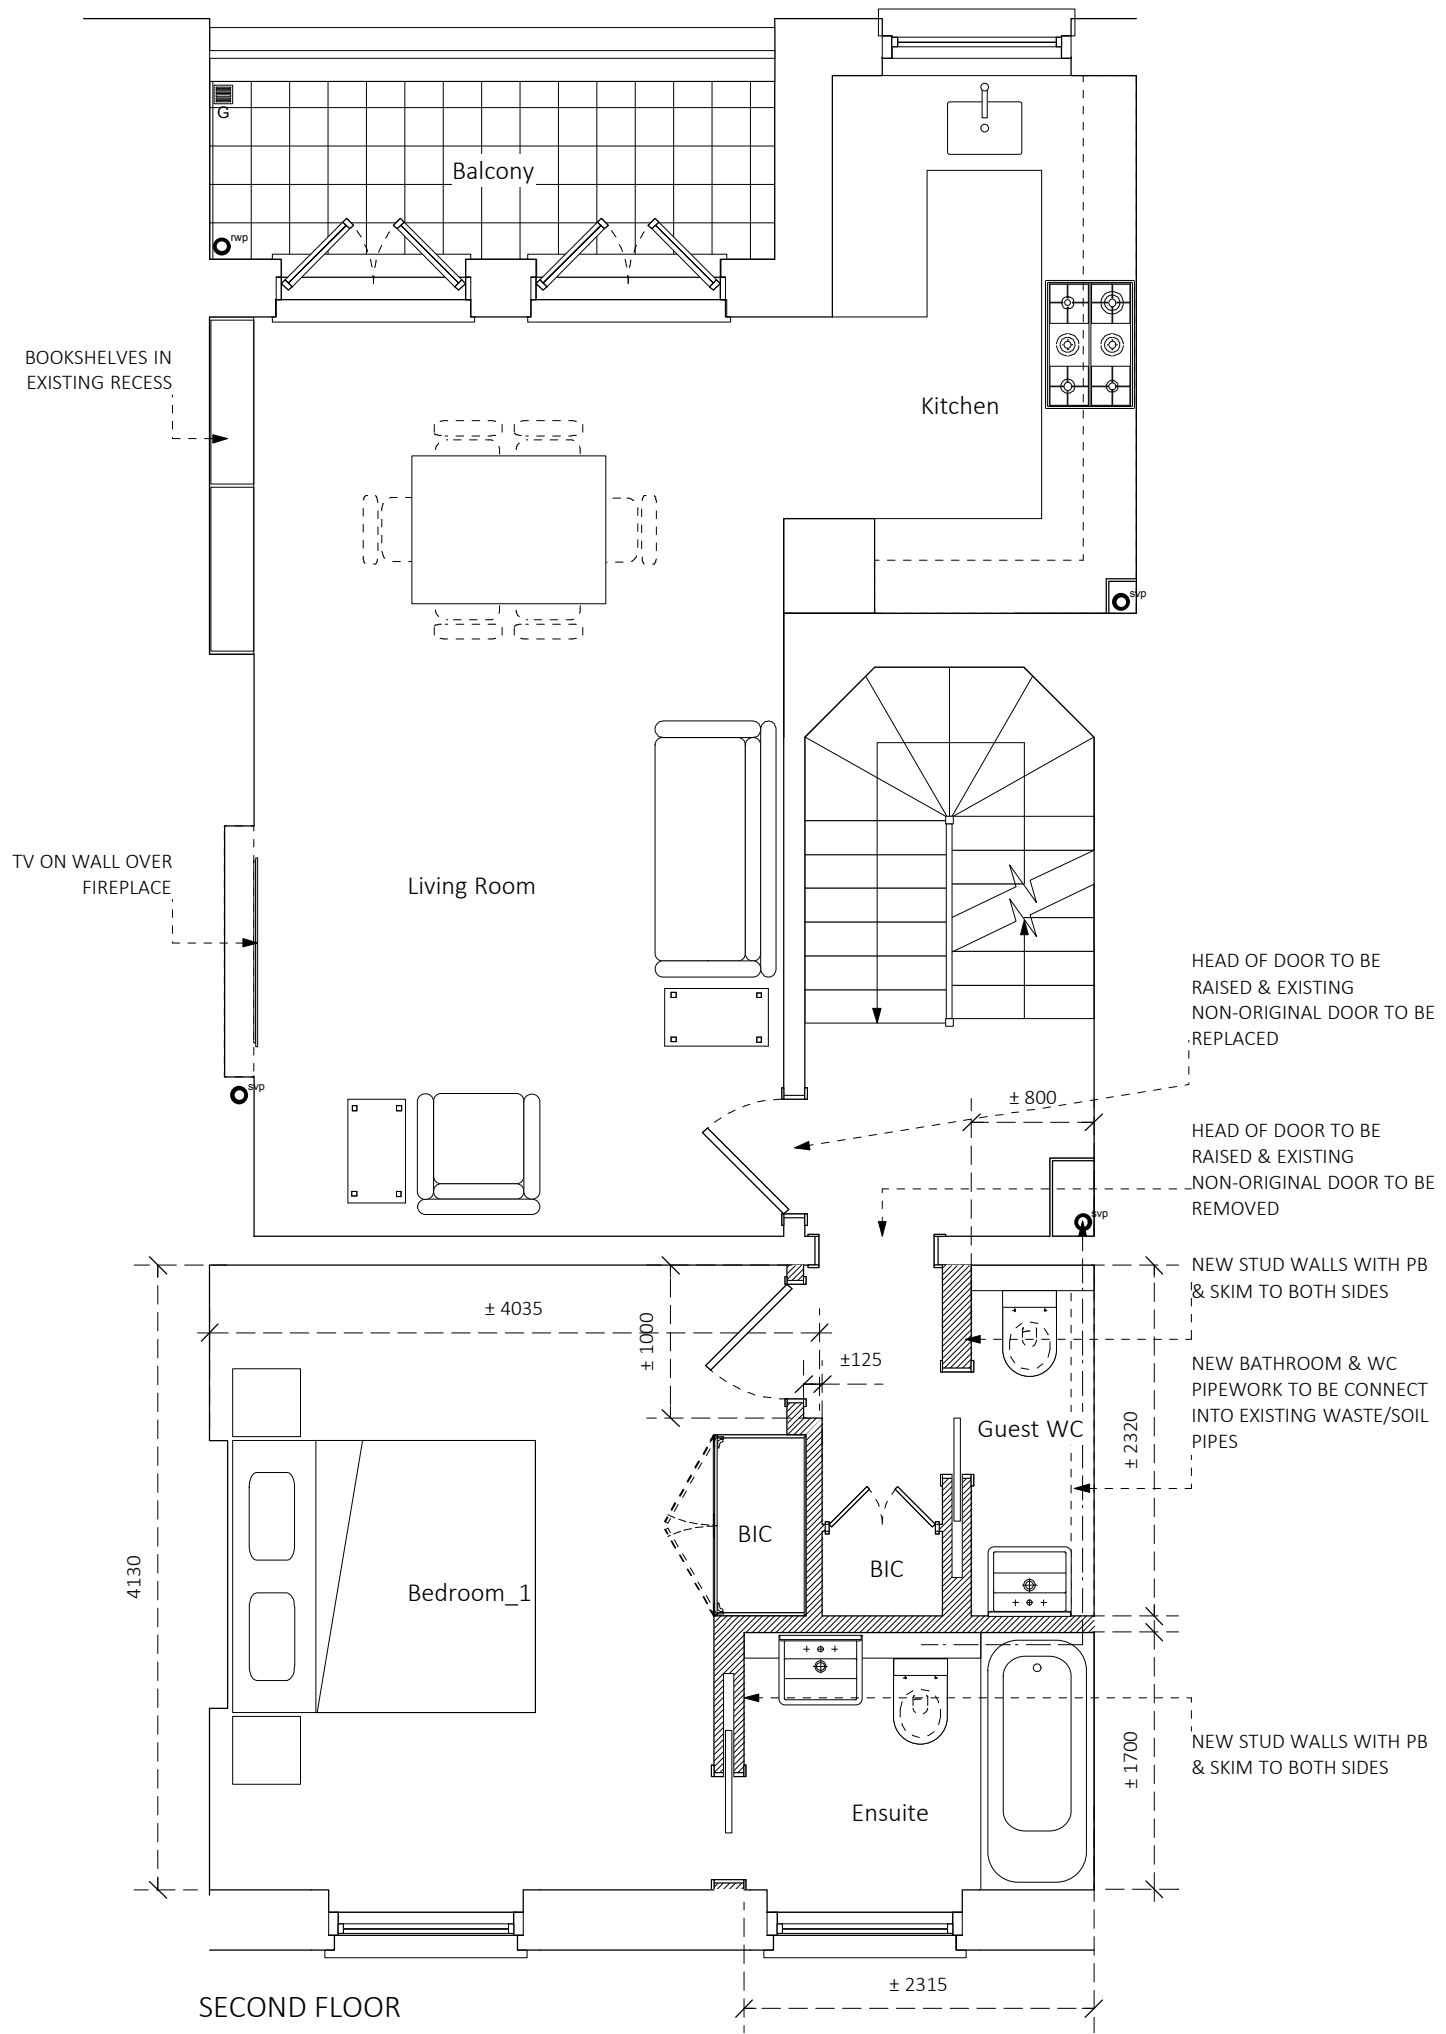 G
Balcony
rwp
BOOKSHELVES IN
EXISTING RECESS
Kitchen
svp
TV ON WALL OVER
FIREPLACE
Living Room
HEAD OF DOOR TO BE
RAISED & EXISTING
NON-ORIGINAL DOOR TO BE
REPLACED
svp
± 800
HEAD OF DOOR TO BE
RAISED & EXISTING
NON-ORIGINAL DOOR TO BE
REMOVED
svp
NEW STUD WALLS WITH PB
& SKIM TO BOTH SIDES
± 4035
± 1000
±125
NEW BATHROOM & WC
PIPEWORK TO BE CONNECT
INTO EXISTING WASTE/SOIL
PIPES
Guest WC
± 2320
BIC
BIC
4130
Bedroom_1
NEW STUD WALLS WITH PB
& SKIM TO BOTH SIDES
± 1700
Ensuite
± 2315
SECOND FLOOR